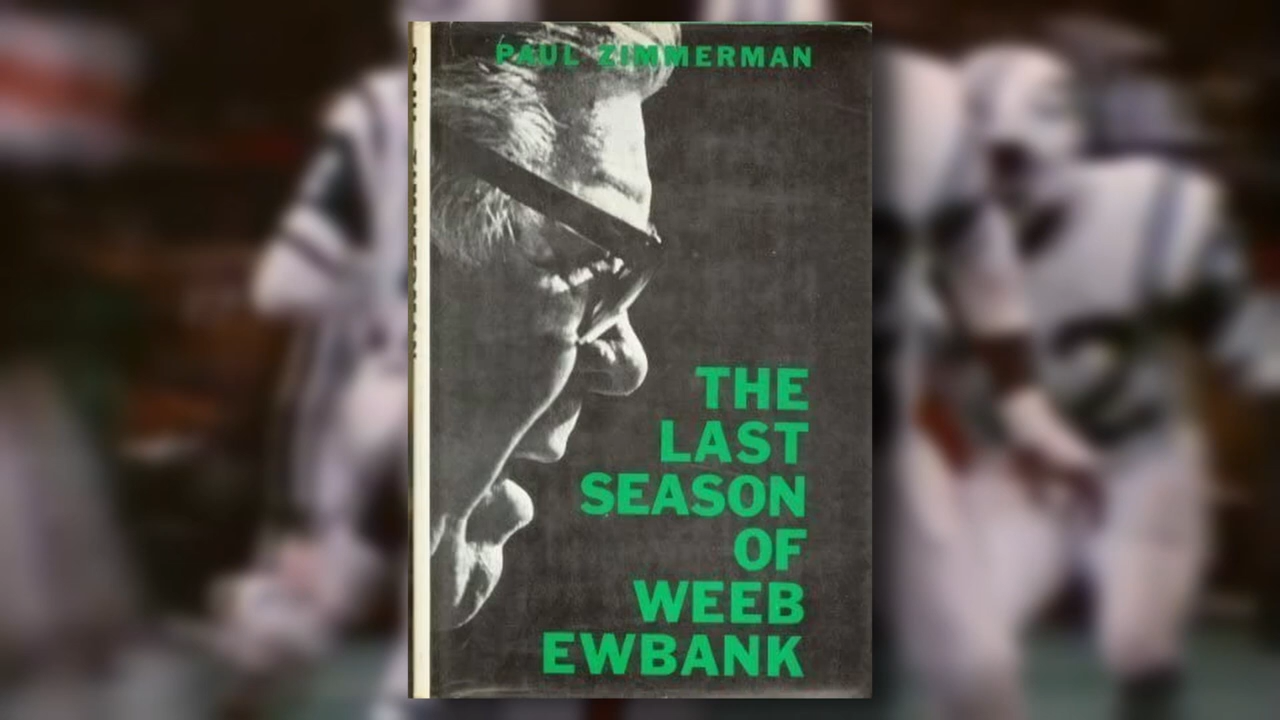 PAUL ZIMMERMAN
THE
LAST
SEASON
OF
WEEB
EWBANK